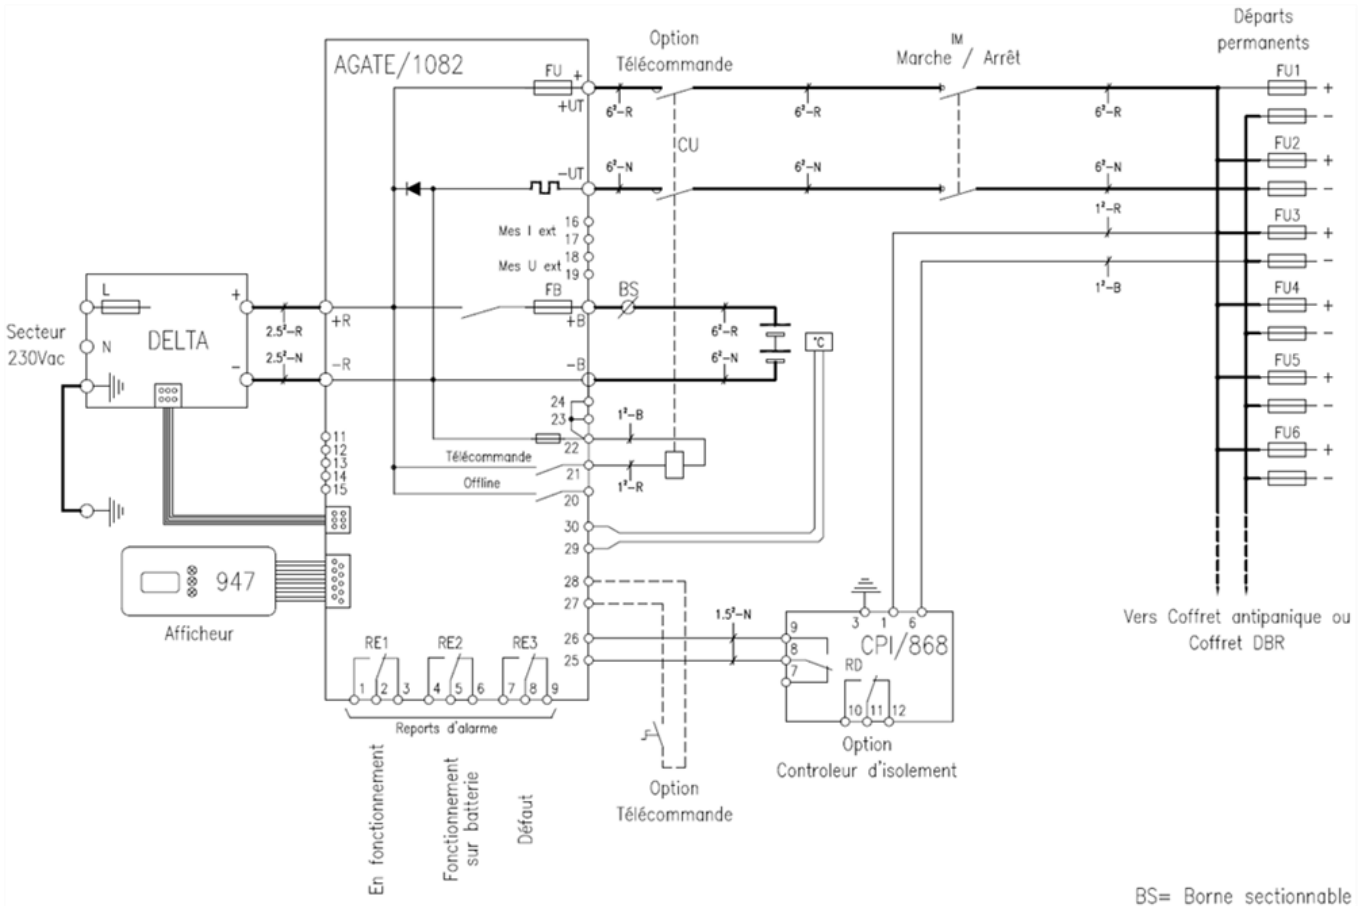 Départs
permanents
Option
Télécommande
IM
Marche / Arrêt
AGATE/1082
FU
+
+UT
6²-R
6²-R
6²-R
FU1
+
-
CU
FU2
+
-
-UT
6²-N
6²-N
6²-N
16
Mes I ext
17
18
Mes U ext
19
1²-R
FU3
+
-
1²-B
FU4
+
-
FU5
+
-
FU6
+
-
Secteur
230Vac
L
N
DELTA
+
-
2.5²-R
2.5²-N
+R
-R
FB
+B
-B
BS
6²-R
6²-N
°C
24
23
22
1²-B
Télécommande
21
1²-R
Offline
20
11
12
13
14
15
30
29
28
27
26
25
947
Afficheur
1.5²-N
Vers Coffret antipanique ou
Coffret DBR
3
1
6
9
8
7
CPI/868
RD
10
11
12
Option
Controleur d'isolement
RE1
RE2
RE3
1
2
3
4
5
6
7
8
9
Reports d'alarme
En fonctionnement
Fonctionnement
sur batterie
Défaut
Option
Télécommande
BS= Borne sectionnable